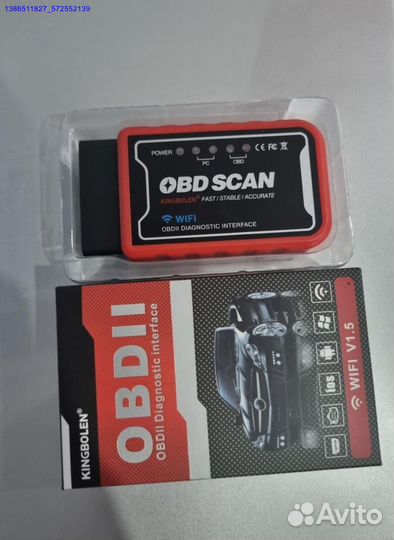 1386511827_572552139
POWER
PC
OBD
CE FC
OBD SCAN
KINGBOLEN® FAST / STABLE / ACCURATE
WIFI
OBDII DIAGNOSTIC INTERFACE
KINGBOLEN®
OBDII
OBDII Diagnostic Interface
ios
WIFI V1.5
Avito